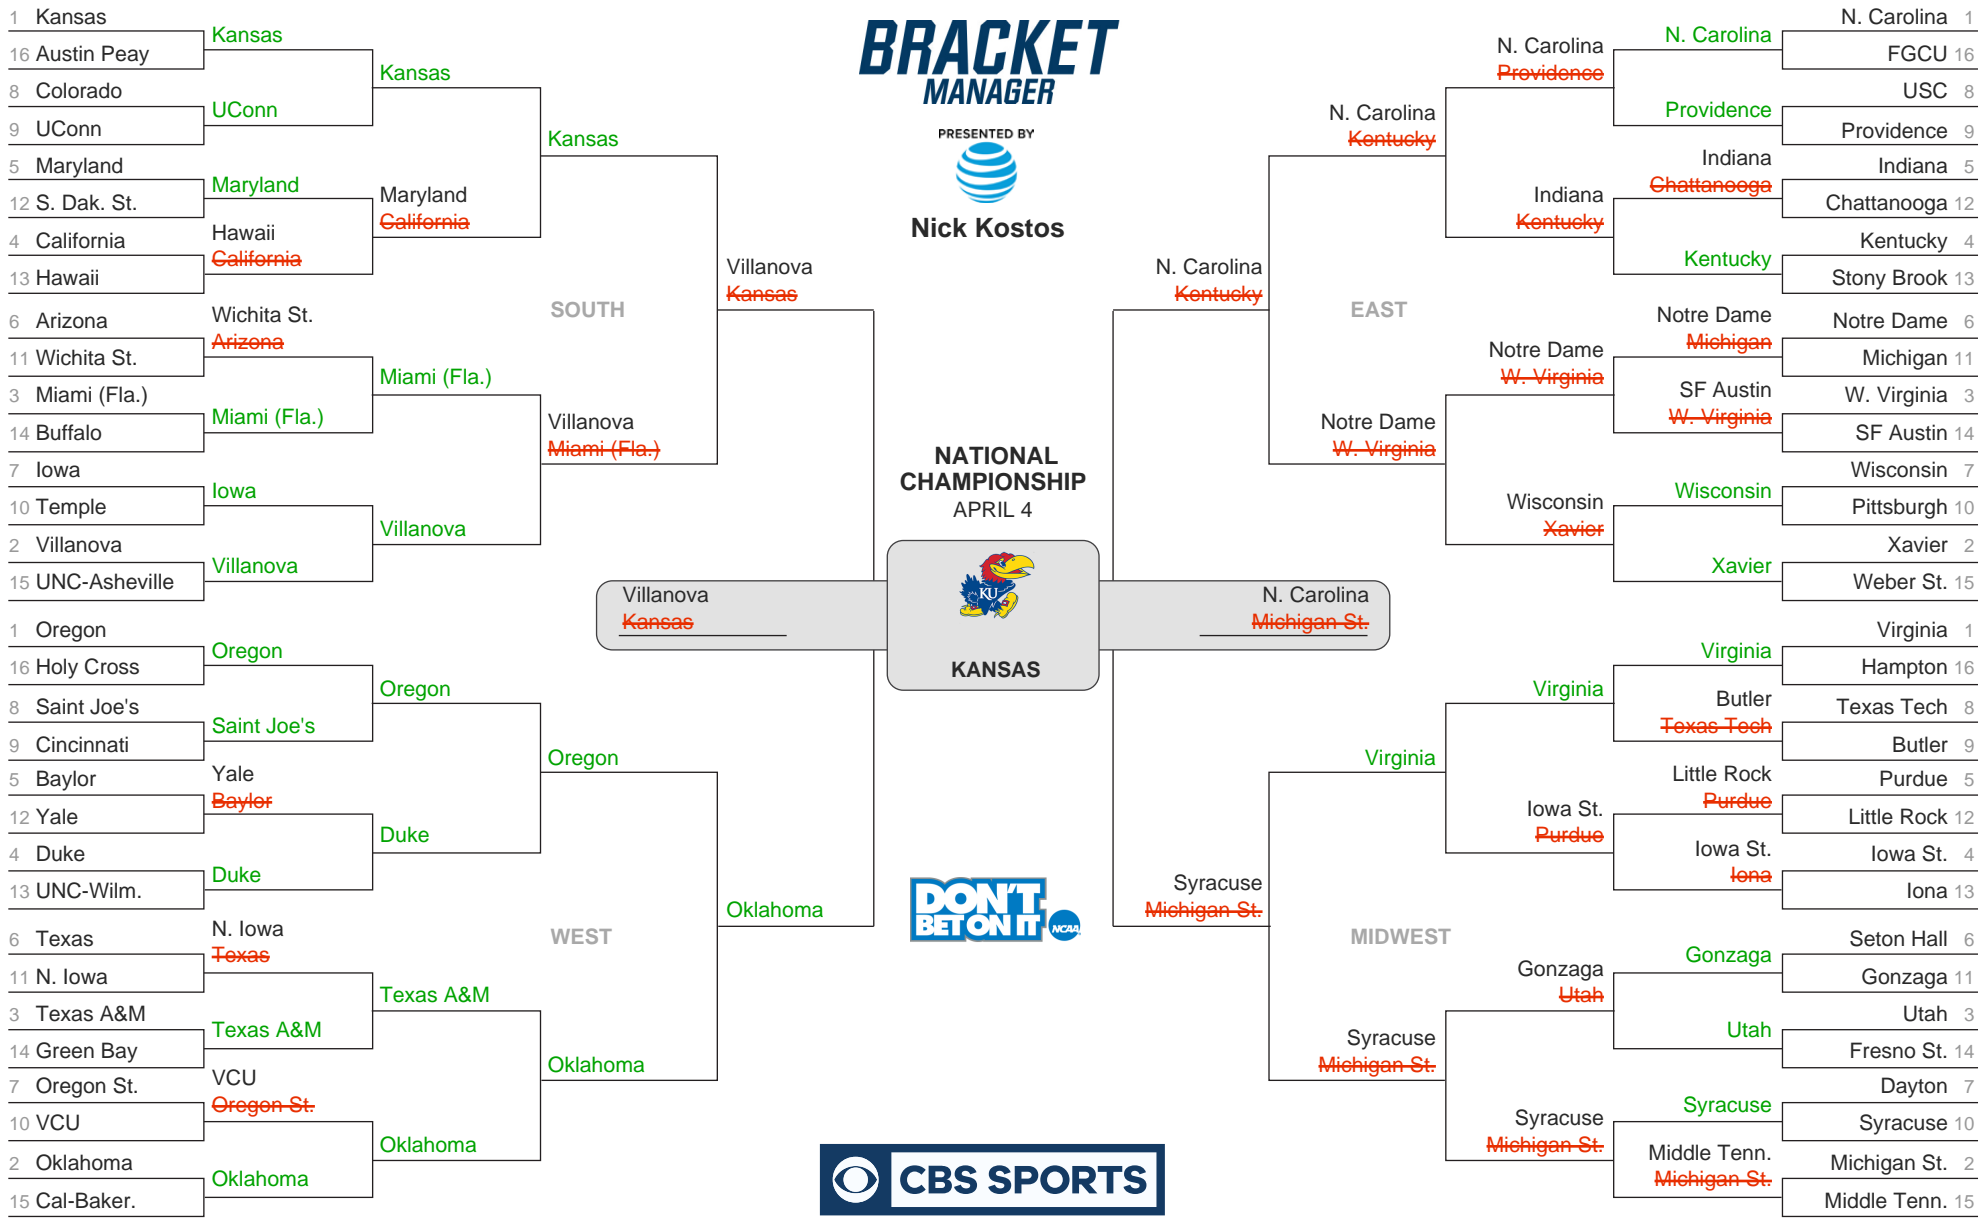 BRACKET
MANAGER
PRESENTED BY
Nick Kostos
1 Kansas
16 Austin Peay
8 Colorado
9 UConn
5 Maryland
12 S. Dak. St.
4 California
13 Hawaii
6 Arizona
11 Wichita St.
3 Miami (Fla.)
14 Buffalo
7 Iowa
10 Temple
2 Villanova
15 UNC-Asheville
Kansas
UConn
Maryland
Hawaii
California
Wichita St.
Arizona
Miami (Fla.)
Iowa
Villanova
Kansas
Maryland
California
Miami (Fla.)
Villanova
Kansas
Villanova
Miami (Fla.)
SOUTH
Villanova
Kansas
1 Oregon
16 Holy Cross
8 Saint Joe's
9 Cincinnati
5 Baylor
12 Yale
4 Duke
13 UNC-Wilm.
6 Texas
11 N. Iowa
3 Texas A&M
14 Green Bay
7 Oregon St.
10 VCU
2 Oklahoma
15 Cal-Baker.
Oregon
Saint Joe's
Yale
Baylor
Duke
N. Iowa
Texas
Texas A&M
VCU
Oregon St.
Oklahoma
Oregon
Duke
Texas A&M
Oklahoma
Oregon
Oklahoma
WEST
Oklahoma
NATIONAL
CHAMPIONSHIP
APRIL 4
Villanova
Kansas
KU
KANSAS
N. Carolina
Michigan St.
N. Carolina 1
FGCU 16
USC 8
Providence 9
Indiana 5
Chattanooga 12
Kentucky 4
Stony Brook 13
Notre Dame 6
Michigan 11
W. Virginia 3
SF Austin 14
Wisconsin 7
Pittsburgh 10
Xavier 2
Weber St. 15
N. Carolina
Providence
Indiana
Chattanooga
Kentucky
Notre Dame
Michigan
SF Austin
W. Virginia
Wisconsin
Xavier
N. Carolina
Providence
Indiana
Kentucky
Notre Dame
W. Virginia
Wisconsin
Xavier
N. Carolina
Kentucky
Notre Dame
W. Virginia
EAST
N. Carolina
Kentucky
Virginia 1
Hampton 16
Texas Tech 8
Butler 9
Purdue 5
Little Rock 12
Iowa St. 4
Iona 13
Seton Hall 6
Gonzaga 11
Utah 3
Fresno St. 14
Dayton 7
Syracuse 10
Michigan St. 2
Middle Tenn. 15
Virginia
Butler
Texas Tech
Little Rock
Purdue
Iowa St.
Iona
Gonzaga
Utah
Syracuse
Middle Tenn.
Michigan St.
Virginia
Iowa St.
Purdue
Gonzaga
Utah
Syracuse
Michigan St.
Virginia
Syracuse
Michigan St.
MIDWEST
Syracuse
Michigan St.
DON'T
BET ON IT
NCAA
CBS SPORTS